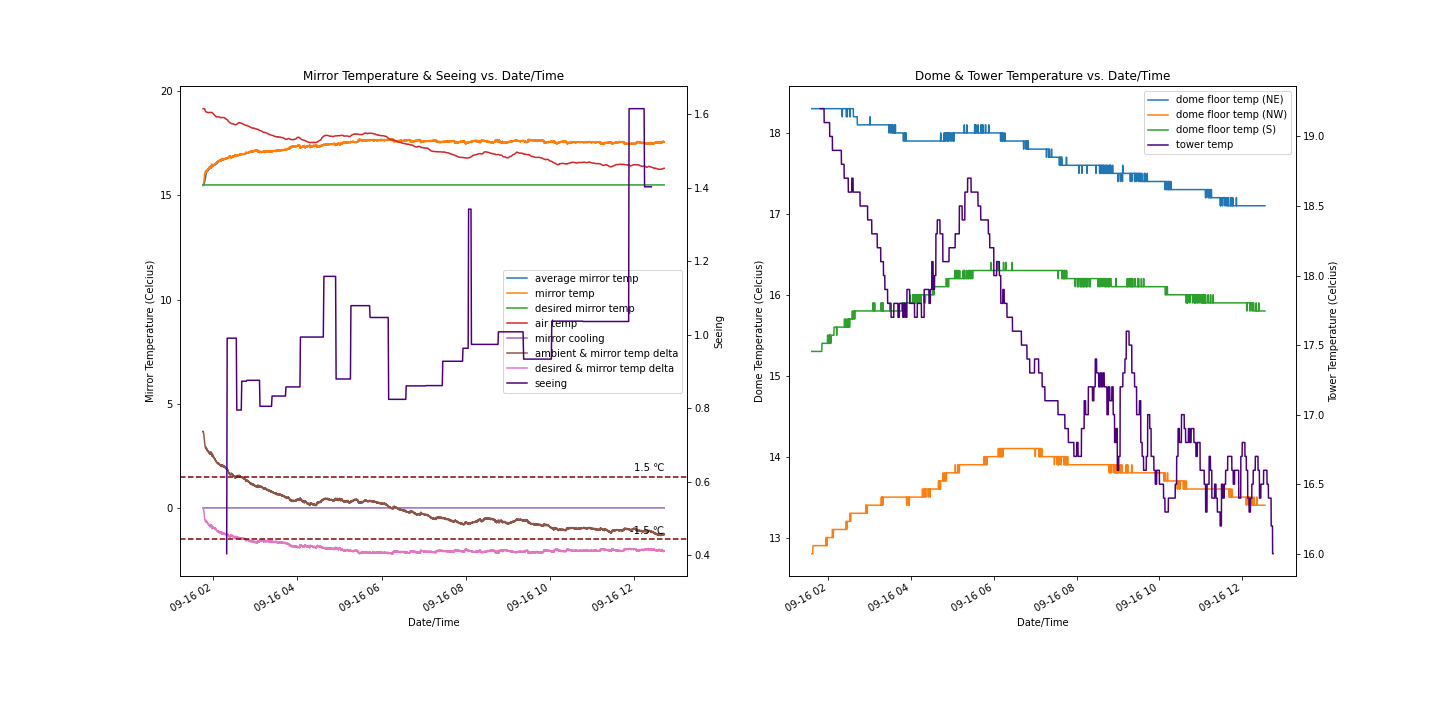 Mirror Temperature & Seeing vs. Date/Time
Mirror Temperature (Celcius)
20
15
10
5
0
1.6
1.4
1.2
1.0
0.8
0.6
0.4
Seeing
average mirror temp
mirror temp
desired mirror temp
air temp
mirror cooling
ambient & mirror temp delta
desired & mirror temp delta
seeing
1.5 °C
-1.5 °C
09-16 02
09-16 04
09-16 06
09-16 08
09-16 10
09-16 12
Date/Time
Dome & Tower Temperature vs. Date/Time
Dome Temperature (Celcius)
18
17
16
15
14
13
dome floor temp (NE)
dome floor temp (NW)
dome floor temp (S)
tower temp
19.0
18.5
18.0
17.5
17.0
16.5
16.0
Tower Temperature (Celcius)
09-16 02
09-16 04
09-16 06
09-16 08
09-16 10
09-16 12
Date/Time